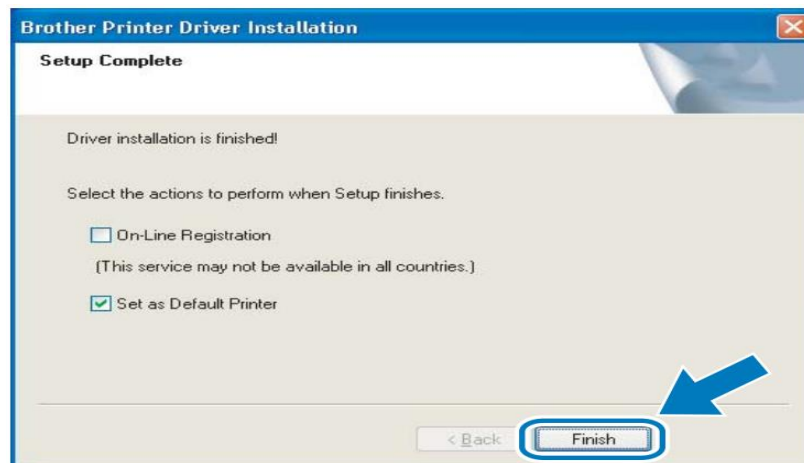 Brother Printer Driver Installation
Setup Complete
Driver installation is finished!
Select the actions to perform when Setup finishes.
On-Line Registration
(This service may not be available in all countries.)
Set as Default Printer
< Back
Finish